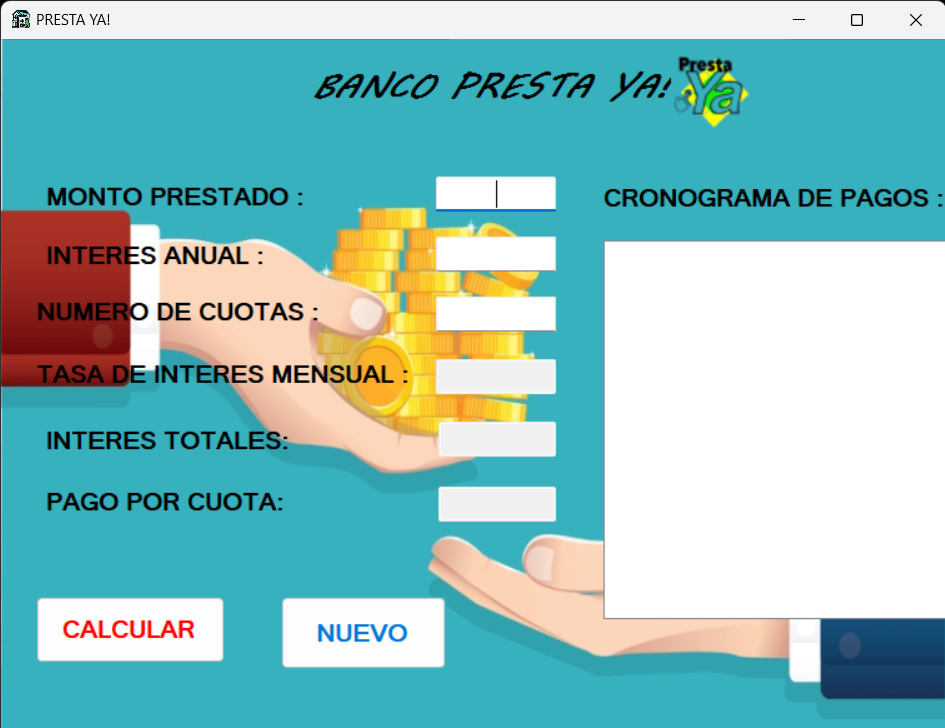 PRESTA YA!
BANCO PRESTA YA!
Presta
Ya
MONTO PRESTADO :
CRONOGRAMA DE PAGOS :
INTERES ANUAL :
NUMERO DE CUOTAS :
TASA DE INTERES MENSUAL :
INTERES TOTALES:
PAGO POR CUOTA:
CALCULAR
NUEVO